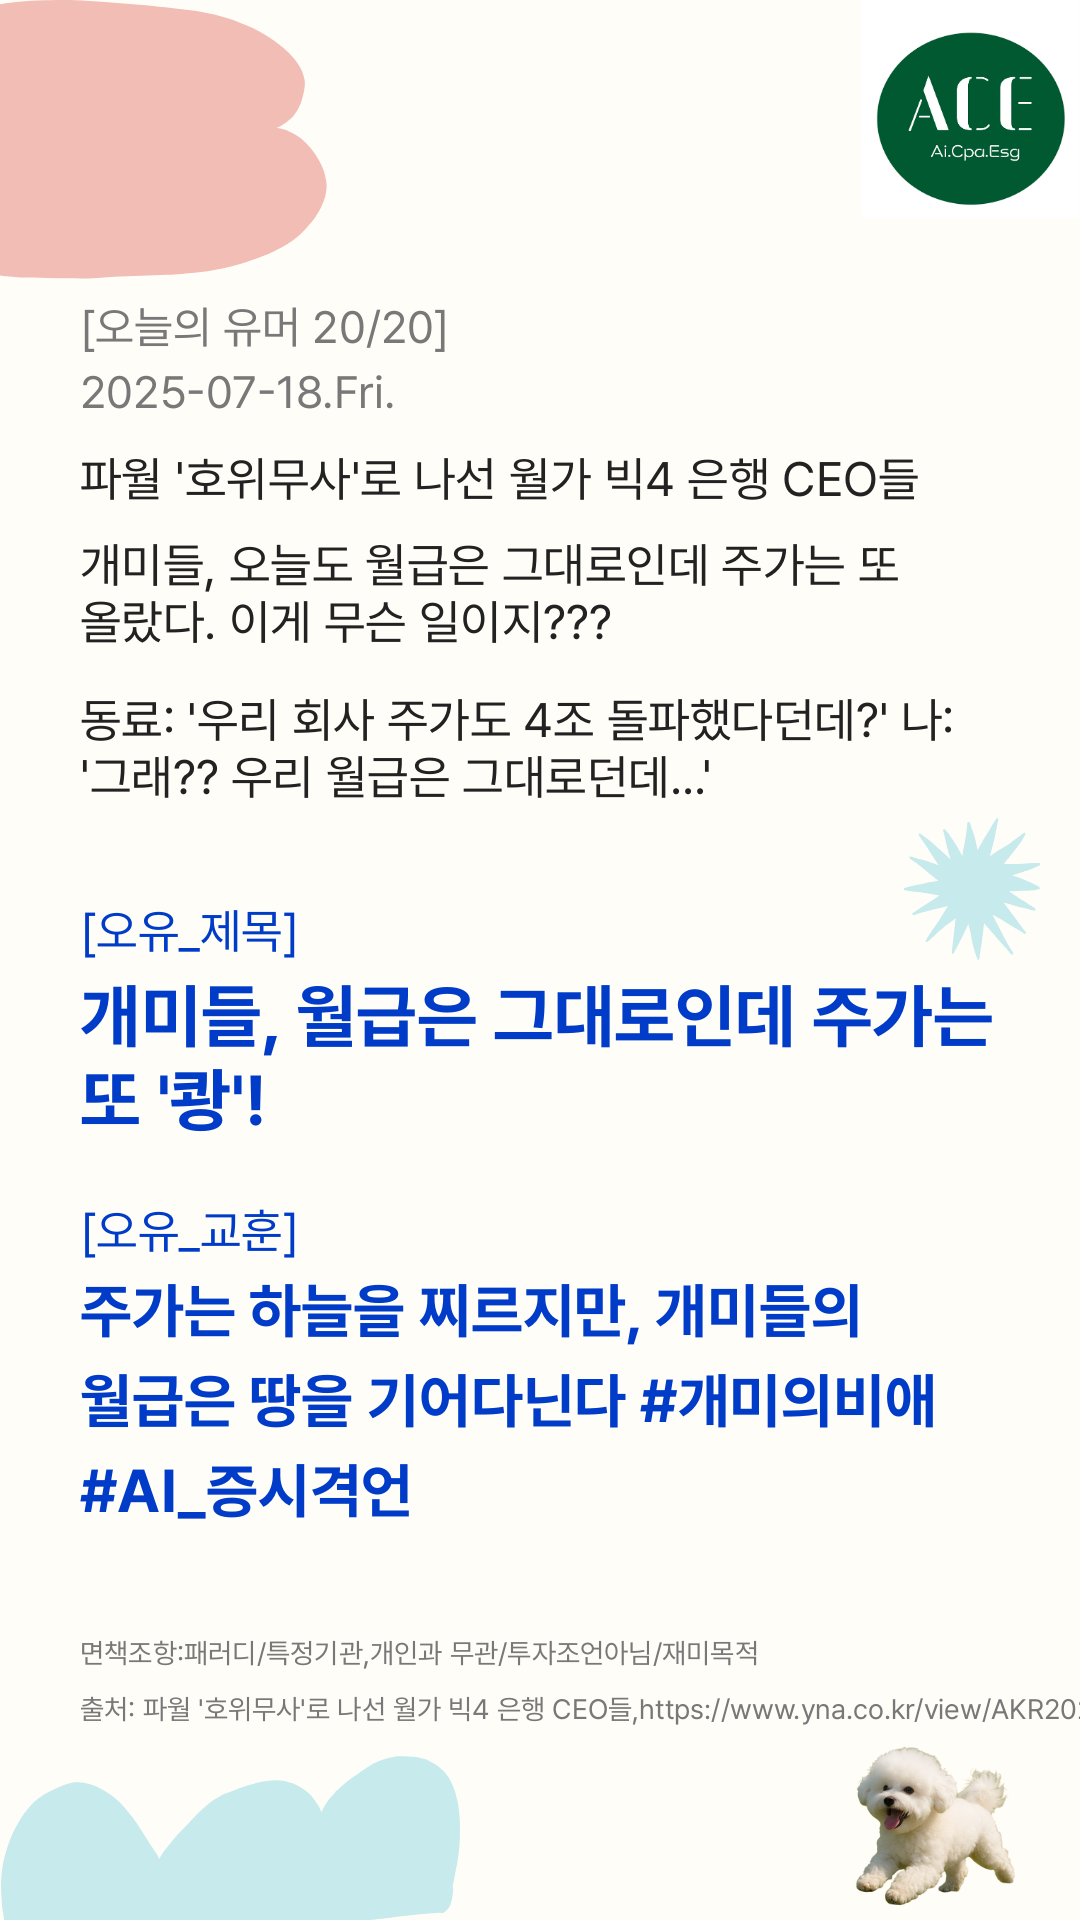 ACE
Ai.Cpa.Esg
[오늘의 유머 20/20]
2025-07-18.Fri.
파월 '호위무사'로 나선 월가 빅4 은행 CEO들
개미들, 오늘도 월급은 그대로인데 주가는 또
올랐다. 이게 무슨 일이지???
동료: '우리 회사 주가도 4조 돌파했다던데?' 나:
'그래?? 우리 월급은 그대로던데...'
[오유_제목]
개미들, 월급은 그대로인데 주가는
또 '쾅'!
[오유_교훈]
주가는 하늘을 찌르지만, 개미들의
월급은 땅을 기어다닌다 #개미의비애
#AI_증시격언
면책조항:패러디/특정기관,개인과 무관/투자조언아님/재미목적
출처: 파월 '호위무사'로 나선 월가 빅4 은행 CEO들,https://www.yna.co.kr/view/AKR202